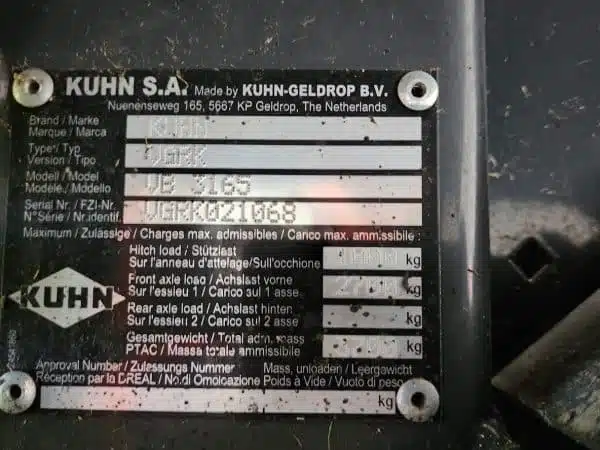 KUHN S.A. Made by KUHN-GELDROP B.V.
Nuenenseweg 165, 5667 KP Geldrop, The Netherlands
Brand / Marke
Marque / Marca
KUHN
Type / Typ
Version / Tipo
VGRK
Modell / Model
Modéle / Modello
VB 3165
Serial Nr. / FZI-Nr.
N°Série / Nr.identif.
VGRK021068
Maximum / Zulässige / Charges max. admissibles / Carico max. ammissibile :
Hitch load / Stützlast
Sur l'anneau d'attelage/Sull'occhione
kg
Front axle load / Achslast vorne
Sur l'essieu 1 / Carico sul 1 asse
kg
Rear axle load / Achslast hinten
Sur l'essieu 2 / Carico sul 2 asse
kg
Gesamtgewicht / Total adm. mass
PTAC / Massa totale ammissibile
kg
KUHN
Approval Number / Zulassungs Nummer
Réception par la DREAL / No.di Omolcazione
Mass, unloaden / Leergewicht
Poids à Vide / Vuoto di peso
kg